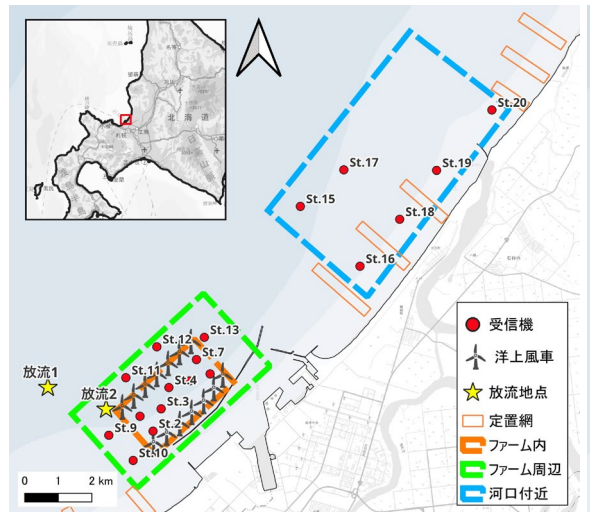 北海道
St.20
St.17
St.19
St.15
St.18
St.16
St.13
St.12
St.7
St.11
放流1
放流2
St.4
St.3
St.9
St.2
St.10
0 1 2 km
受信機
洋上風車
放流地点
定置網
ファーム内
ファーム周辺
河口付近